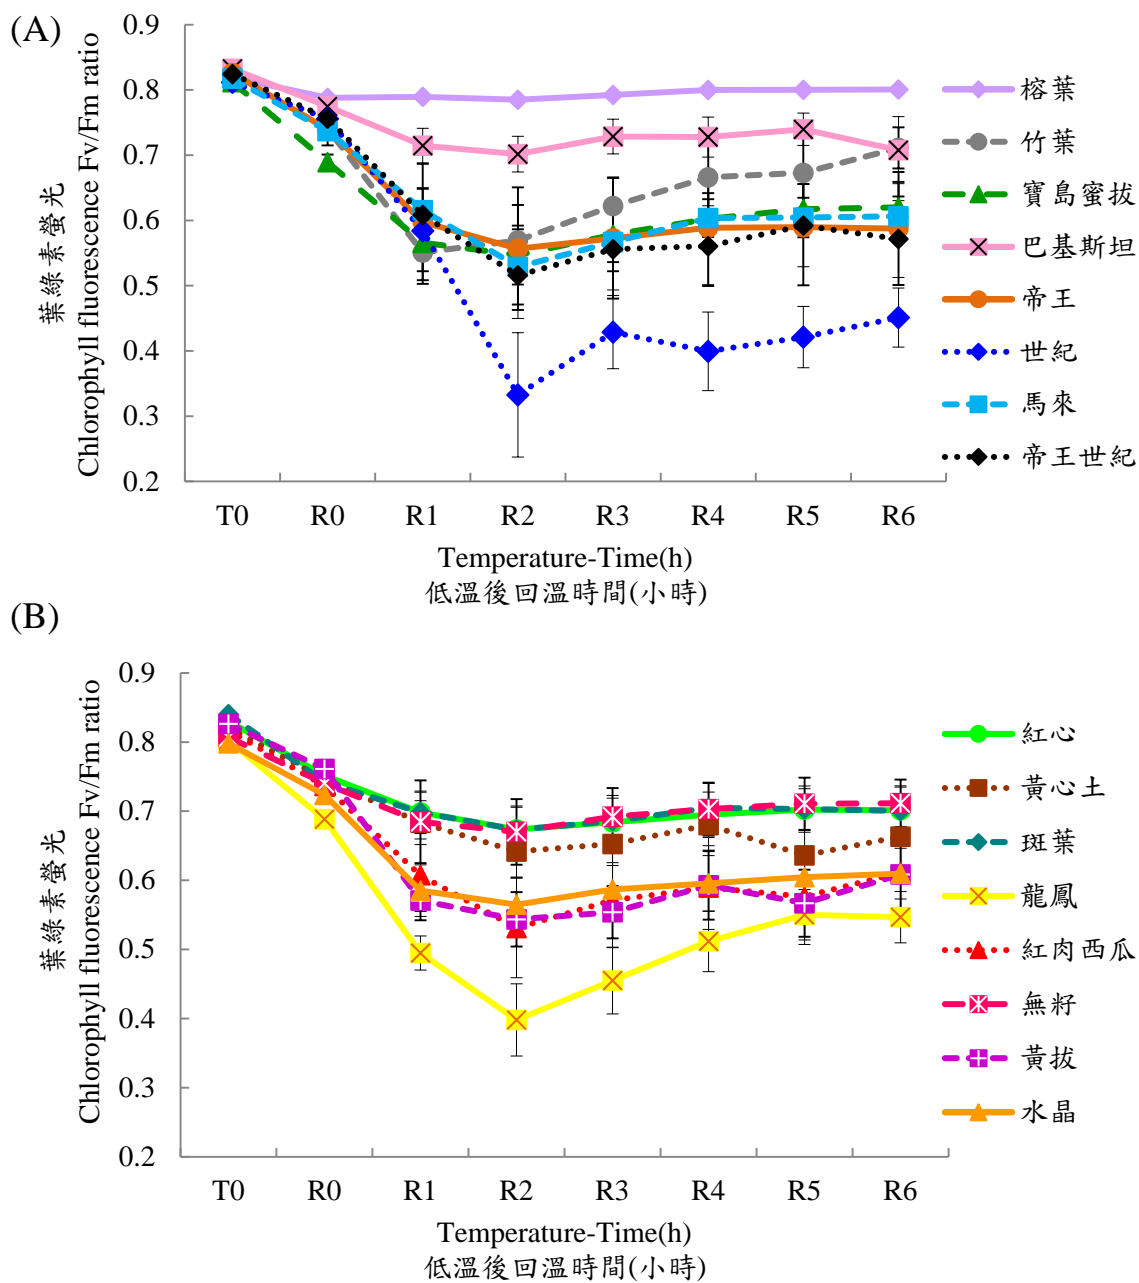 (A)
葉綠素螢光
Chlorophyll fluorescence Fv/Fm ratio
0.9
0.8
0.7
0.6
0.5
0.4
0.3
0.2
T0 R0 R1 R2 R3 R4 R5 R6
Temperature-Time(h)
低溫後回溫時間(小時)
榕葉
竹葉
寶島蜜拔
巴基斯坦
帝王
世紀
馬來
帝王世紀
(B)
葉綠素螢光
Chlorophyll fluorescence Fv/Fm ratio
0.9
0.8
0.7
0.6
0.5
0.4
0.3
0.2
T0 R0 R1 R2 R3 R4 R5 R6
Temperature-Time(h)
低溫後回溫時間(小時)
紅心
黃心土
斑葉
龍鳳
紅肉西瓜
無籽
黃拔
水晶